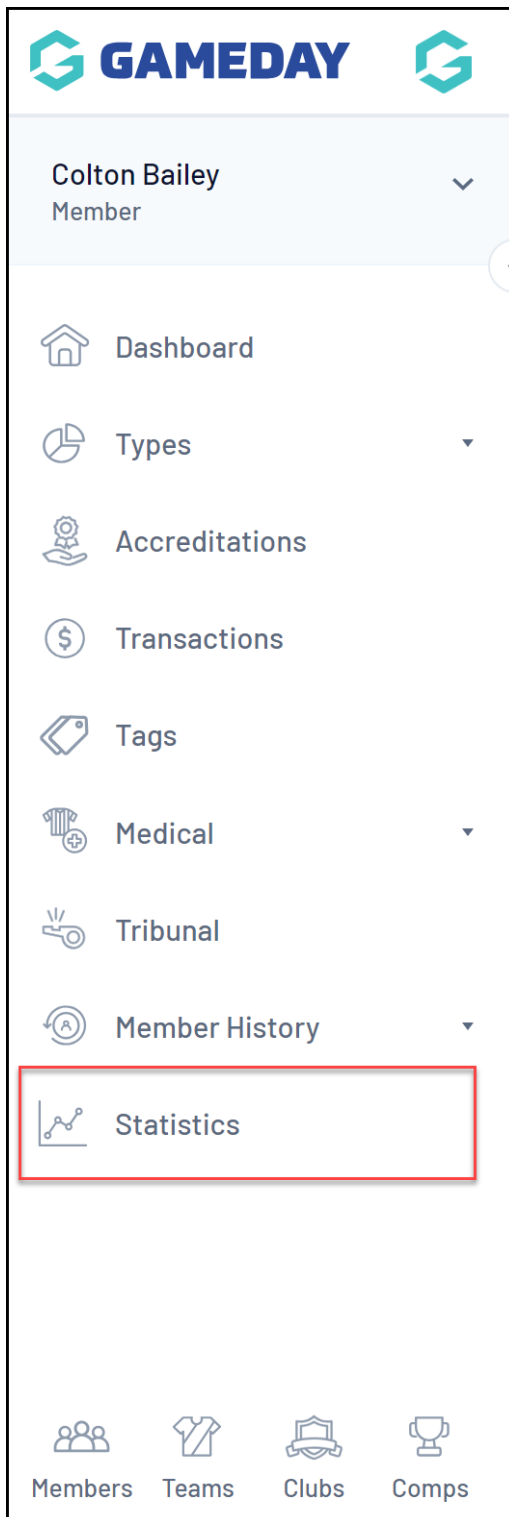 GAMEDAY
Colton Bailey
Member
Dashboard
Types
Accreditations
Transactions
Tags
Medical
Tribunal
Member History
Statistics
Members Teams Clubs Comps